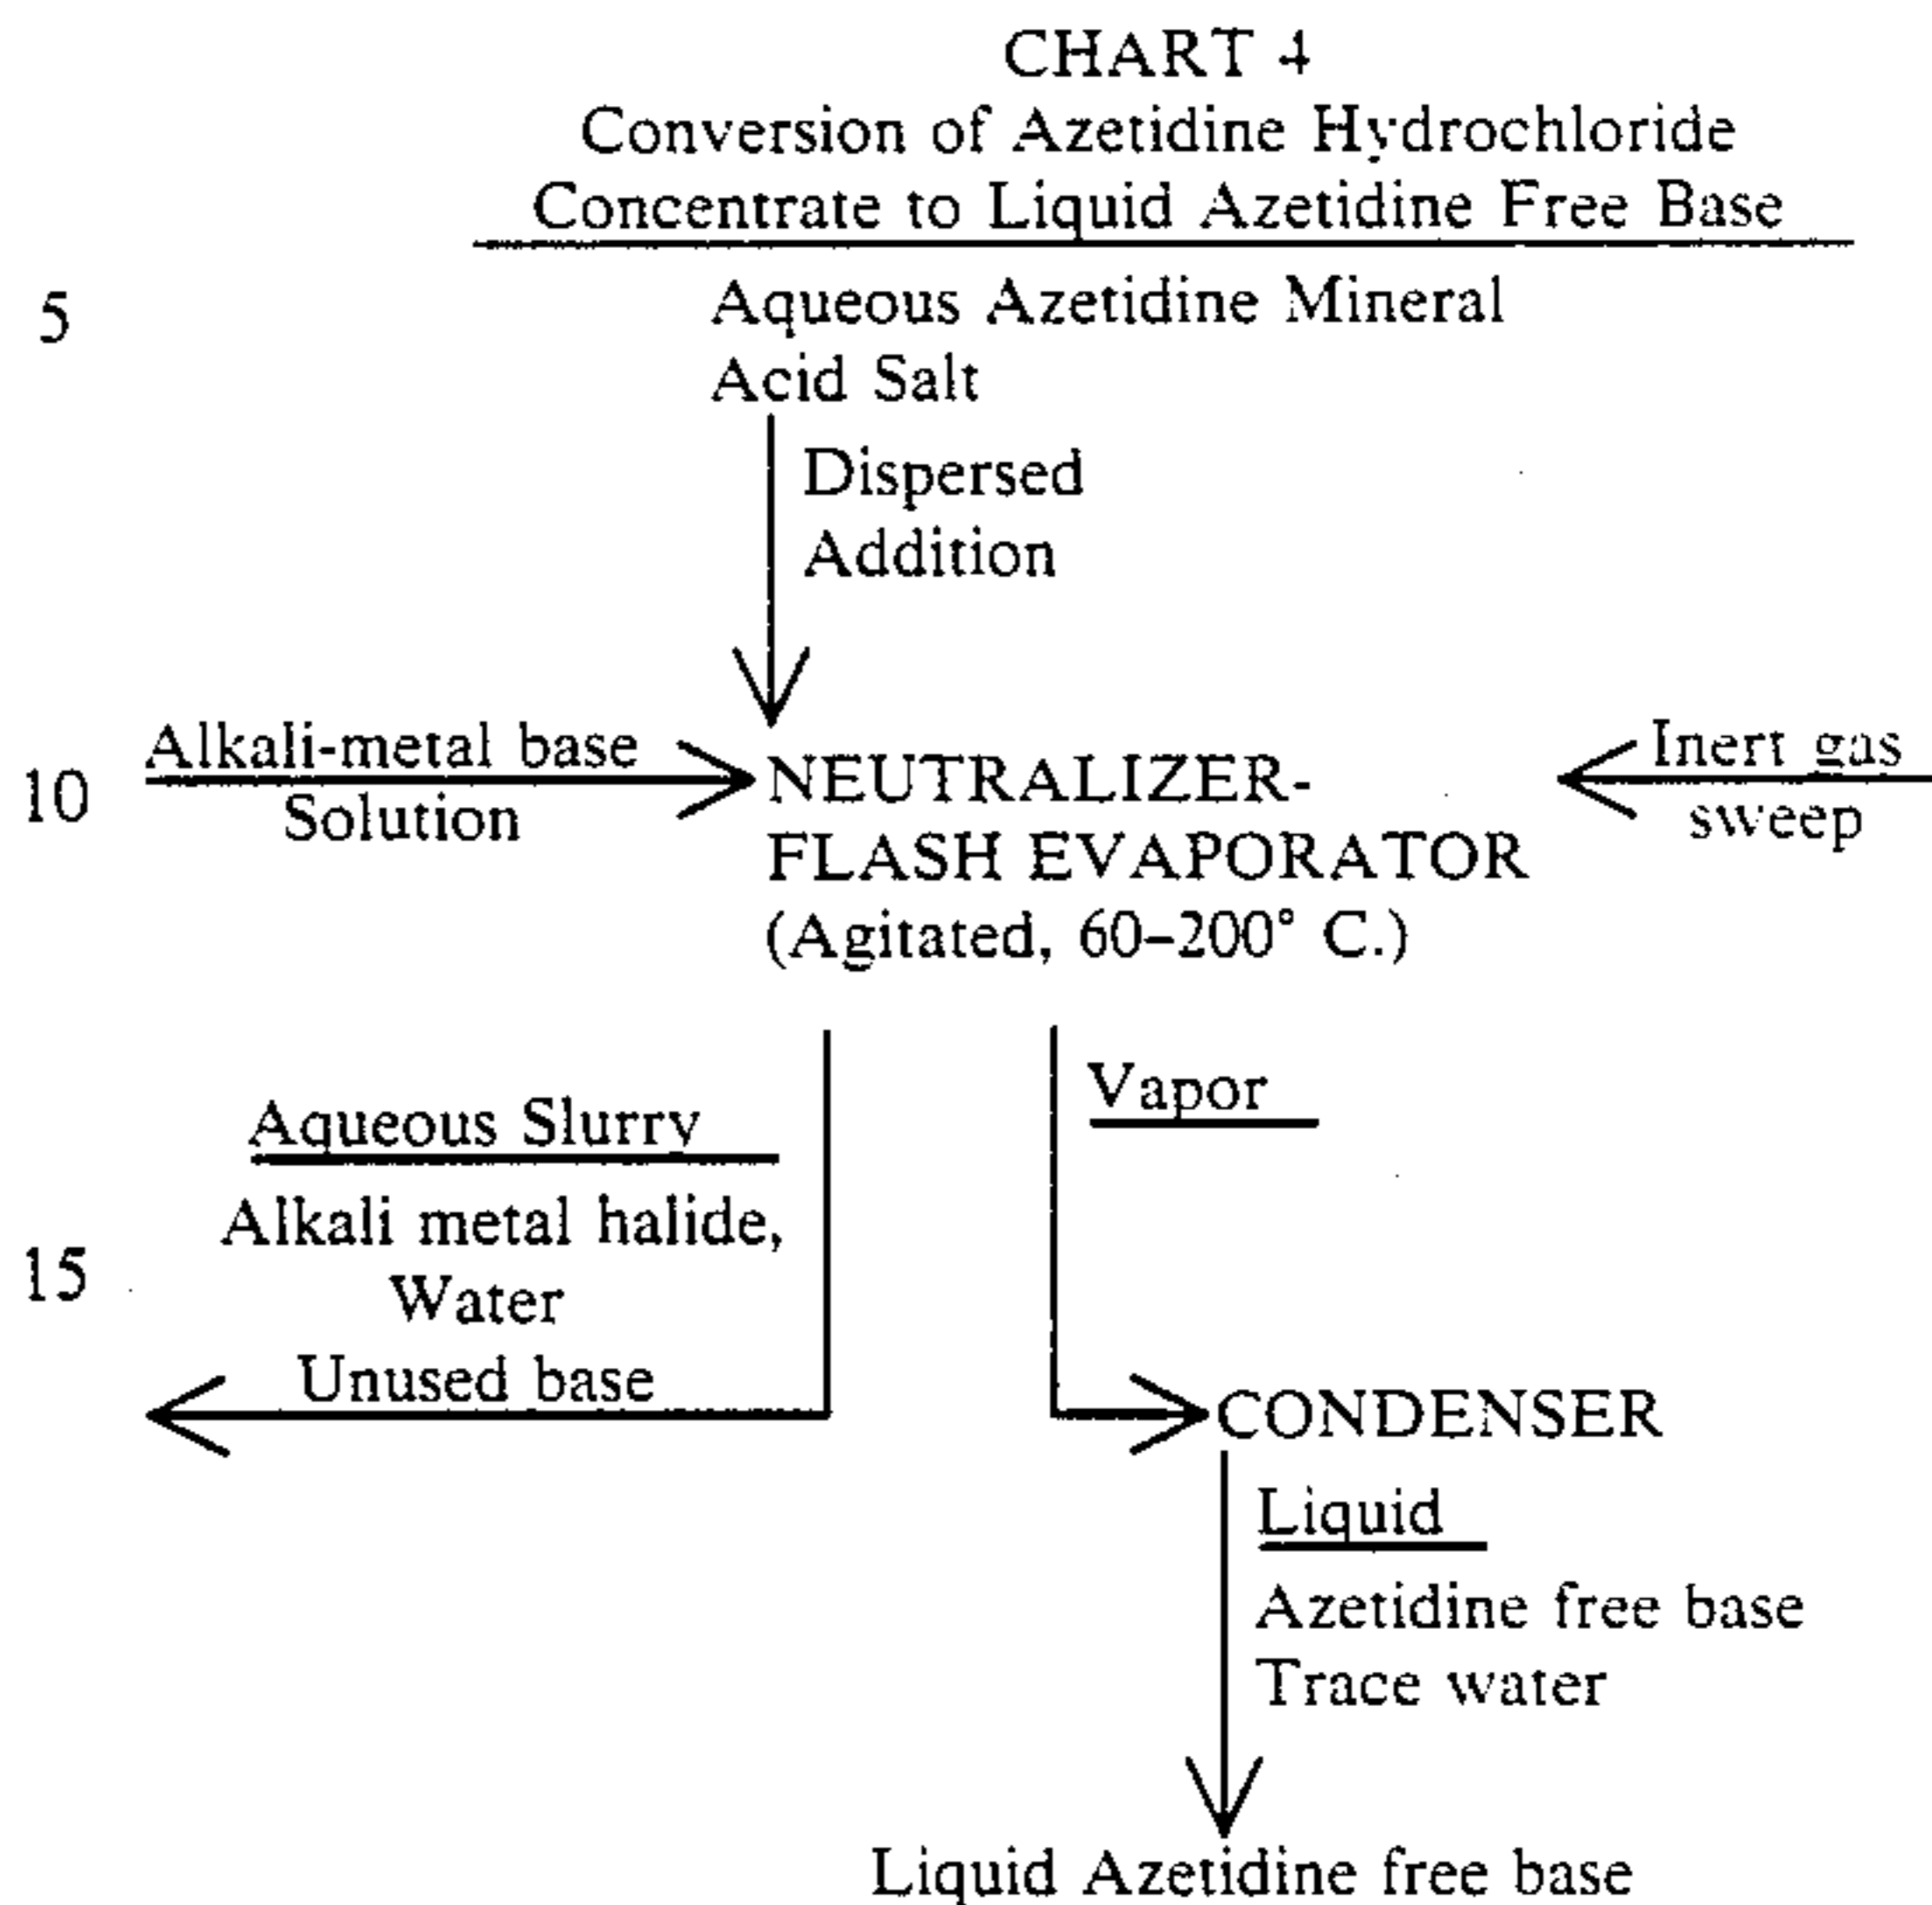 CHART 4
Conversion of Azetidine Hydrochloride
Concentrate to Liquid Azetidine Free Base
5
Aqueous Azetidine Mineral
Acid Salt
Dispersed
Addition
Alkali-metal base
Solution
10
NEUTRALIZER-
FLASH EVAPORATOR
(Agitated, 60–200° C.)
Inert gas
sweep
Aqueous Slurry
Alkali metal halide,
Water
Unused base
15
Vapor
CONDENSER
Liquid
Azetidine free base
Trace water
Liquid Azetidine free base